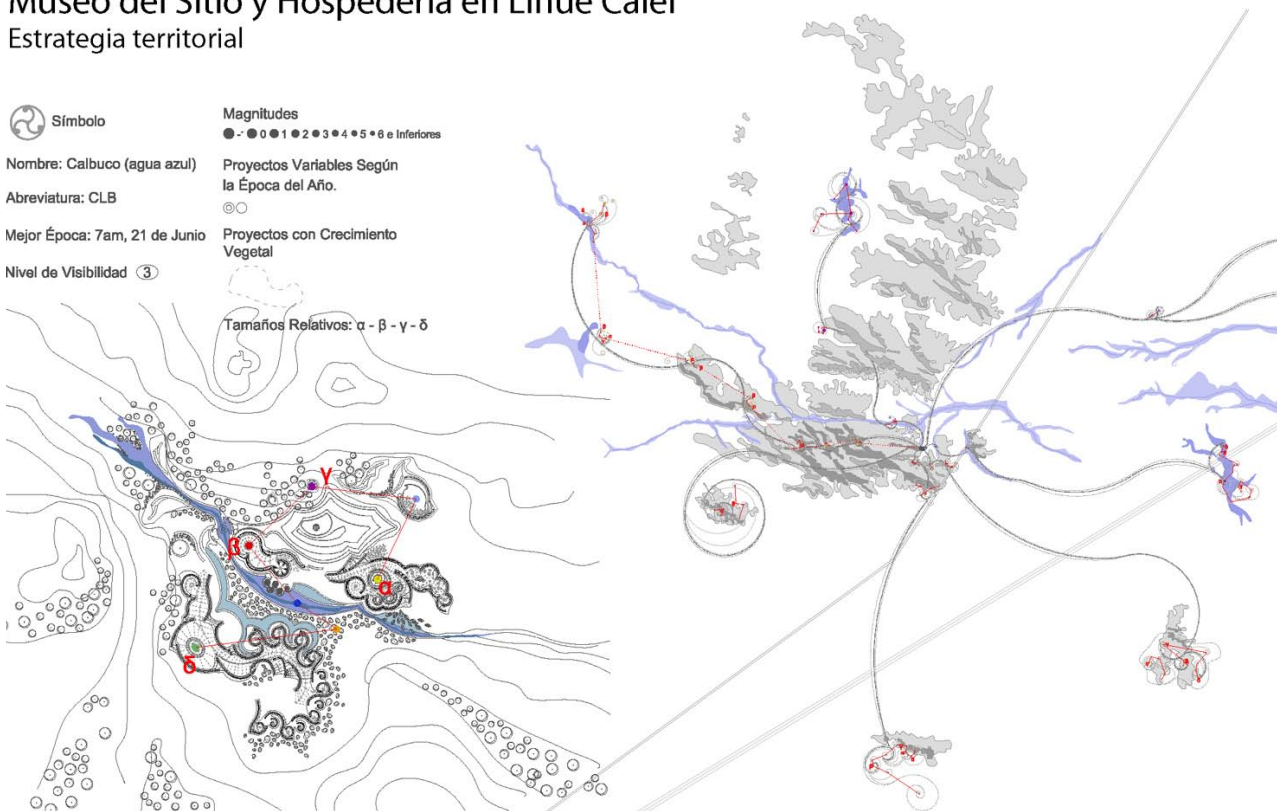 Museo del Sitio y Hospedería en Lihue Calel
Estrategia territorial
Símbolo
Nombre: Calbuco (agua azul)
Abreviatura: CLB
Mejor Época: 7am, 21 de Junio
Nivel de Visibilidad 3
Magnitudes
- 0 1 2 3 4 5 6 e Inferiores
Proyectos Variables Según
la Época del Año.
Proyectos con Crecimiento
Vegetal
Tamaños Relativos: α - β - γ - δ
γ
β
α
δ